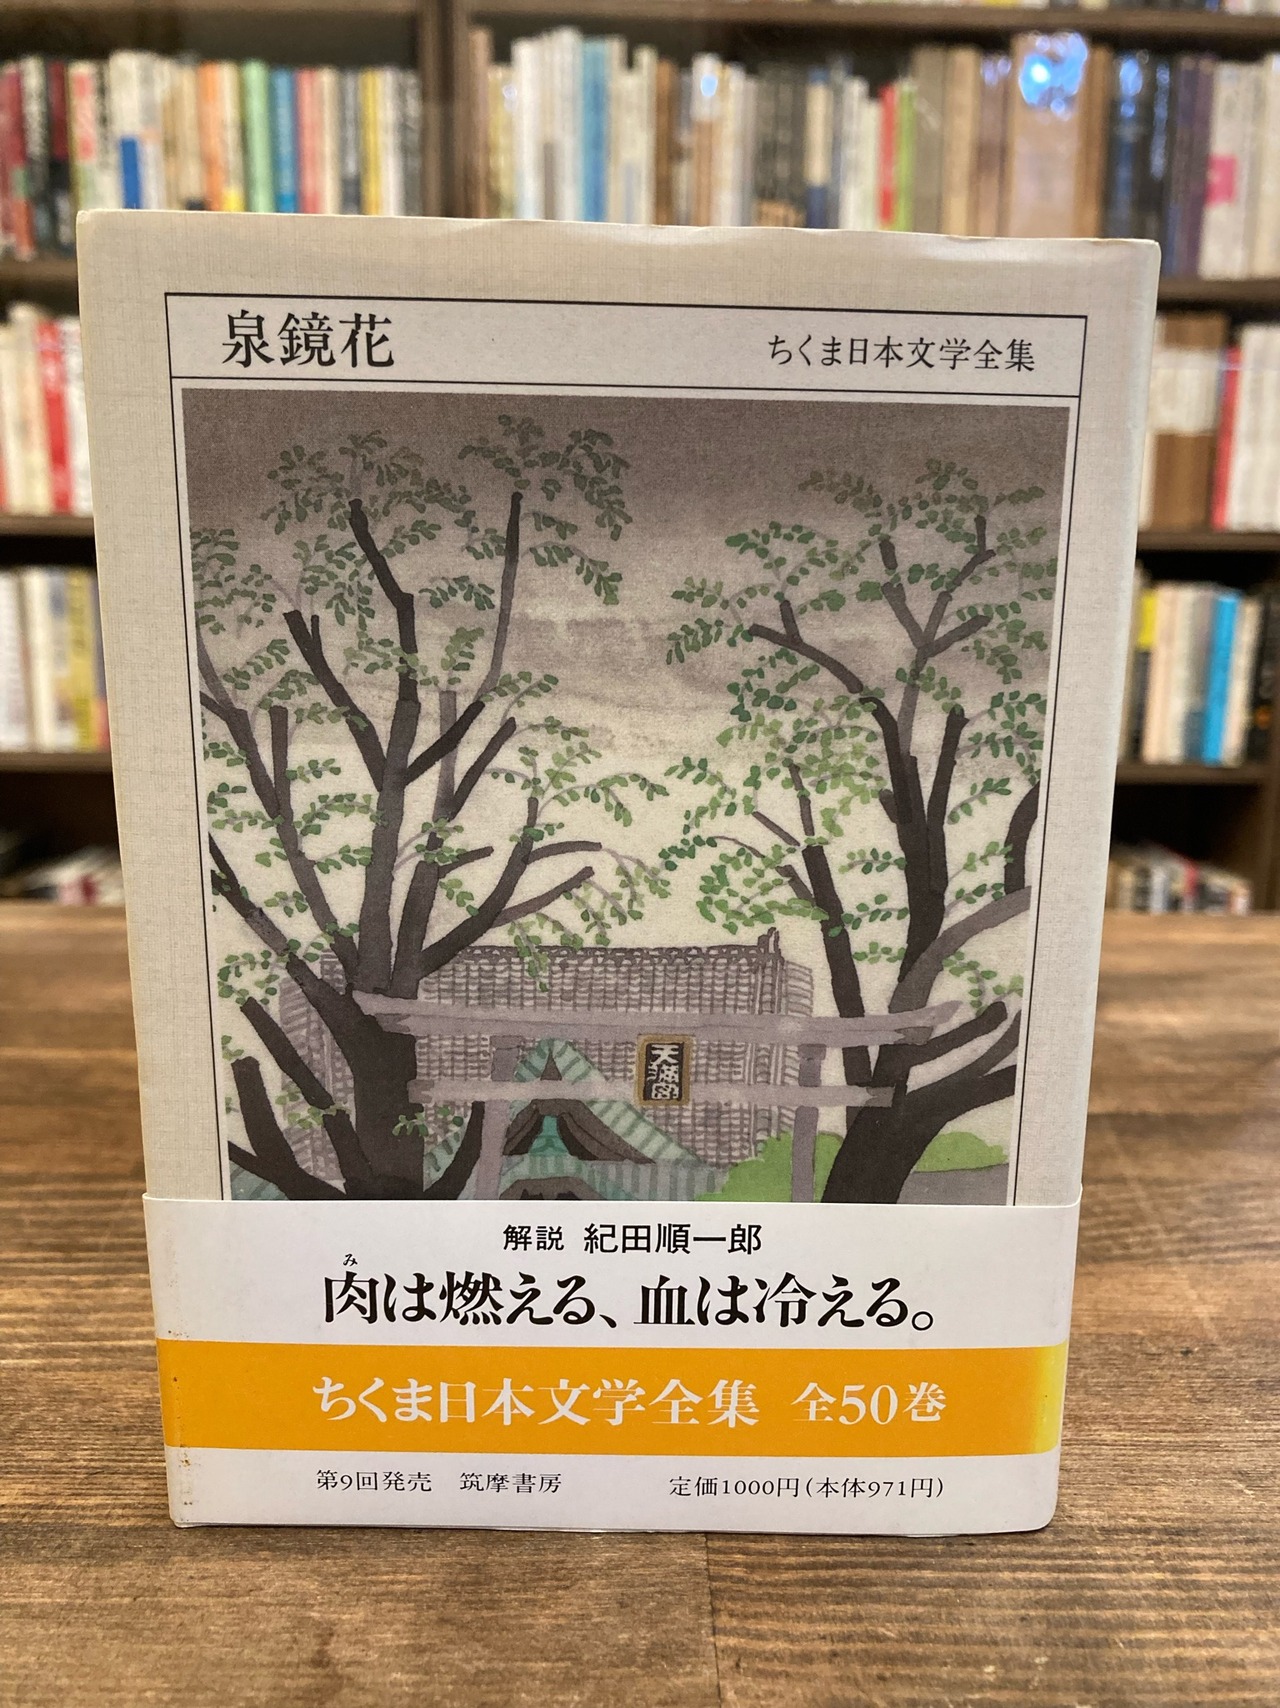 泉鏡花
ちくま日本文学全集
天満宮
解説 紀田順一郎
み
肉は燃える、血は冷える。
ちくま日本文学全集 全50巻
第9回発売 筑摩書房 定価1000円(本体971円)